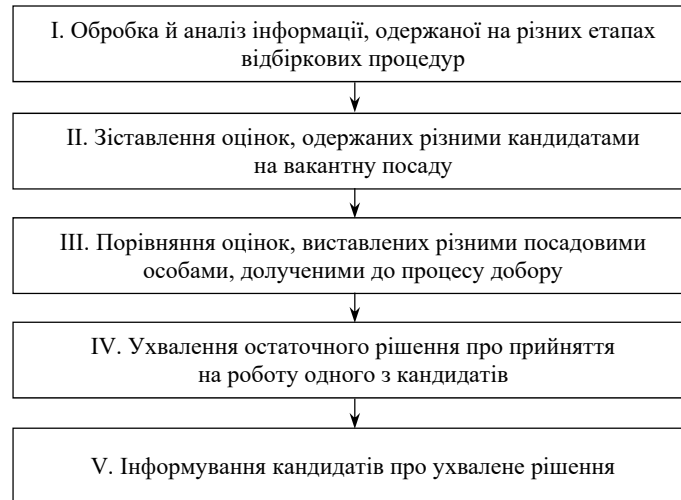 І. Обробка й аналіз інформації, одержаної на різних етапах
відбіркових процедур
ІІ. Зіставлення оцінок, одержаних різними кандидатами
на вакантну посаду
ІІІ. Порівняння оцінок, виставлених різними посадовими
особами, долученими до процесу добору
IV. Ухвалення остаточного рішення про прийняття
на роботу одного з кандидатів
V. Інформування кандидатів про ухвалене рішення